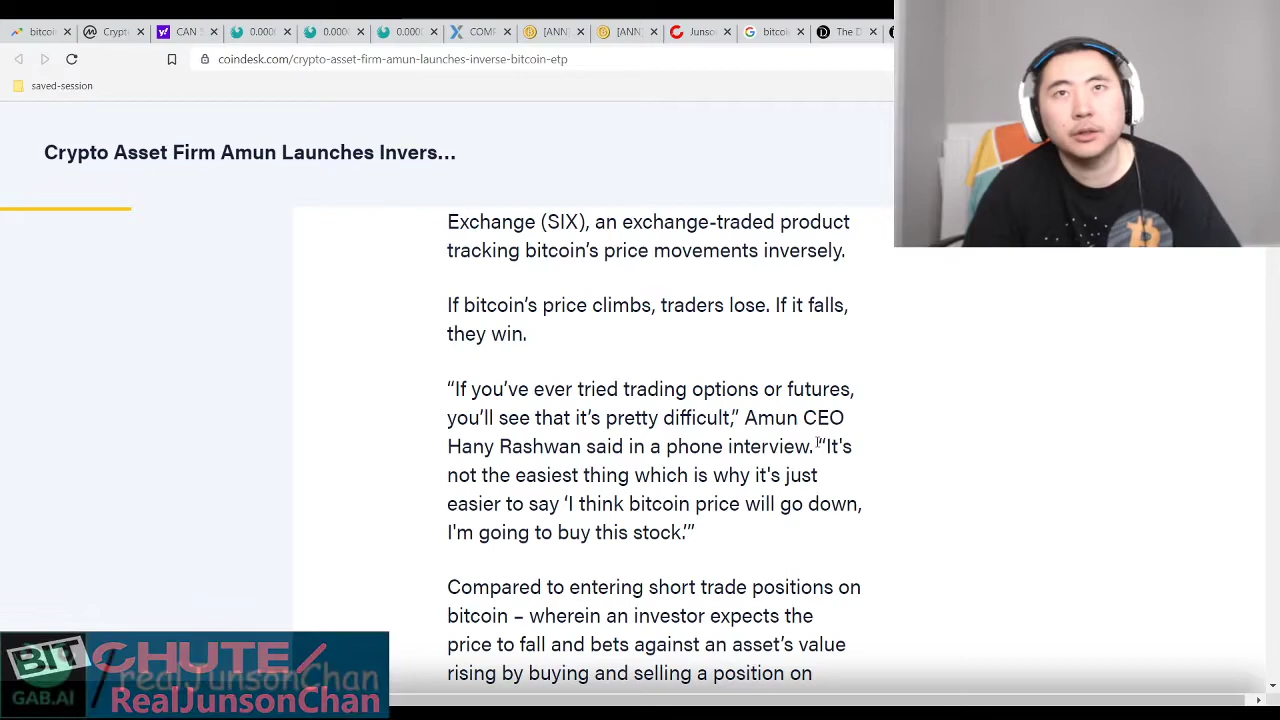 bitcoi
Crypt
CAN
0.000
0.000
0.000
COMF
[ANN
[ANN
Junso
bitcoi
The D
coindesk.com/crypto-asset-firm-amun-launches-inverse-bitcoin-etp
saved-session
Crypto Asset Firm Amun Launches Invers...
Exchange (SIX), an exchange-traded product
tracking bitcoin’s price movements inversely.
If bitcoin’s price climbs, traders lose. If it falls,
they win.
“If you’ve ever tried trading options or futures,
you’ll see that it’s pretty difficult,” Amun CEO
Hany Rashwan said in a phone interview. “It's
not the easiest thing which is why it's just
easier to say ‘I think bitcoin price will go down,
I'm going to buy this stock.’”
Compared to entering short trade positions on
bitcoin – wherein an investor expects the
price to fall and bets against an asset’s value
rising by buying and selling a position on
BIT CHUTE/
realJunsonChan
GAB.AI RealJunsonChan